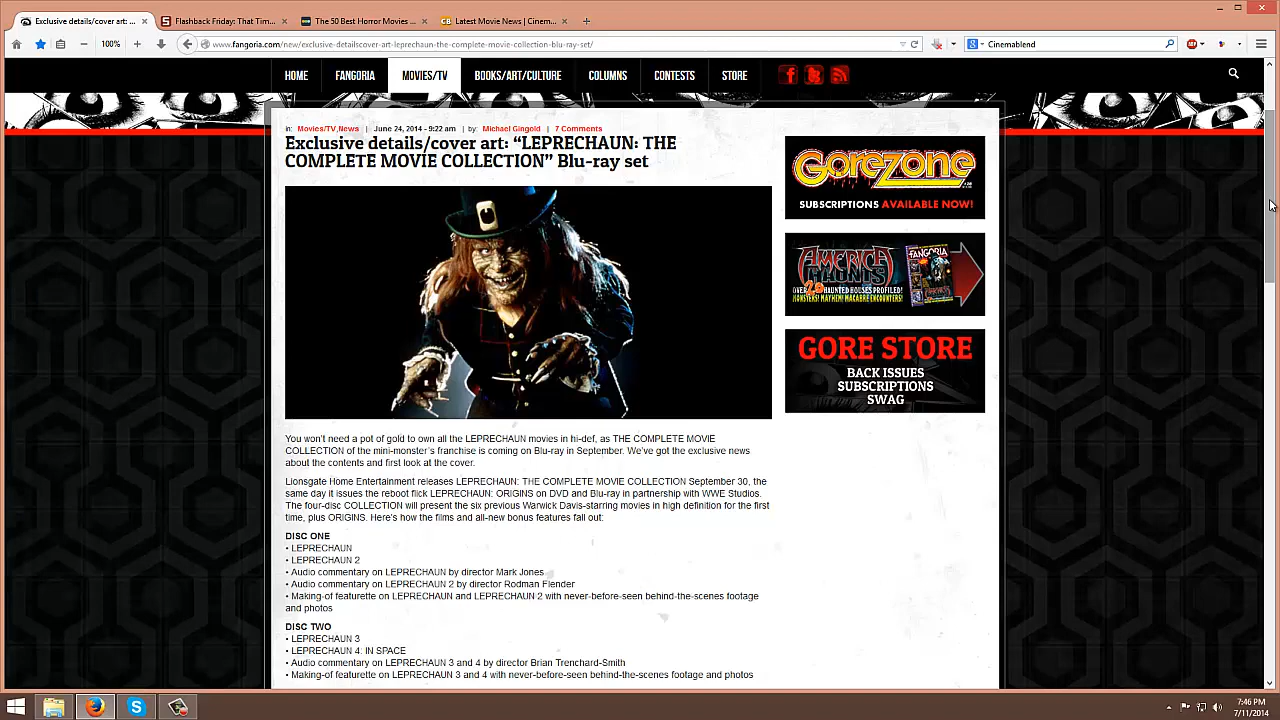 Exclusive details/cover art: ...
Flashback Friday: That Tim...
The 50 Best Horror Movies ...
Latest Movie News | Cinem...
100%
www.fangoria.com/new/exclusive-detailscover-art-leprechaun-the-complete-movie-collection-blu-ray-set/
Cinemablend
HOME
FANGORIA
MOVIES/TV
BOOKS/ART/CULTURE
COLUMNS
CONTESTS
STORE
in: Movies/TV,News | June 24, 2014 - 9:22 am | by: Michael Gingold | 7 Comments
Exclusive details/cover art: “LEPRECHAUN: THE
COMPLETE MOVIE COLLECTION” Blu-ray set
GOREZONE
SUBSCRIPTIONS AVAILABLE NOW!
AMERICA
HAUNTS
FANGORIA
OVER 20 HAUNTED HOUSES PROFILED!
MONSTERS! MAYHEM! MACABRE ENCOUNTERS!
GORE STORE
BACK ISSUES
SUBSCRIPTIONS
SWAG
You won’t need a pot of gold to own all the LEPRECHAUN movies in hi-def, as THE COMPLETE MOVIE
COLLECTION of the mini-monster’s franchise is coming on Blu-ray in September. We’ve got the exclusive news
about the contents and first look at the cover.
Lionsgate Home Entertainment releases LEPRECHAUN: THE COMPLETE MOVIE COLLECTION September 30, the
same day it issues the reboot flick LEPRECHAUN: ORIGINS on DVD and Blu-ray in partnership with WWE Studios.
The four-disc COLLECTION will present the six previous Warwick Davis-starring movies in high definition for the first
time, plus ORIGINS. Here’s how the films and all-new bonus features fall out:
DISC ONE
• LEPRECHAUN
• LEPRECHAUN 2
• Audio commentary on LEPRECHAUN by director Mark Jones
• Audio commentary on LEPRECHAUN 2 by director Rodman Flender
• Making-of featurette on LEPRECHAUN and LEPRECHAUN 2 with never-before-seen behind-the-scenes footage
and photos
DISC TWO
• LEPRECHAUN 3
• LEPRECHAUN 4: IN SPACE
• Audio commentary on LEPRECHAUN 3 and 4 by director Brian Trenchard-Smith
• Making-of featurette on LEPRECHAUN 3 and 4 with never-before-seen behind-the-scenes footage and photos
7:46 PM
7/11/2014